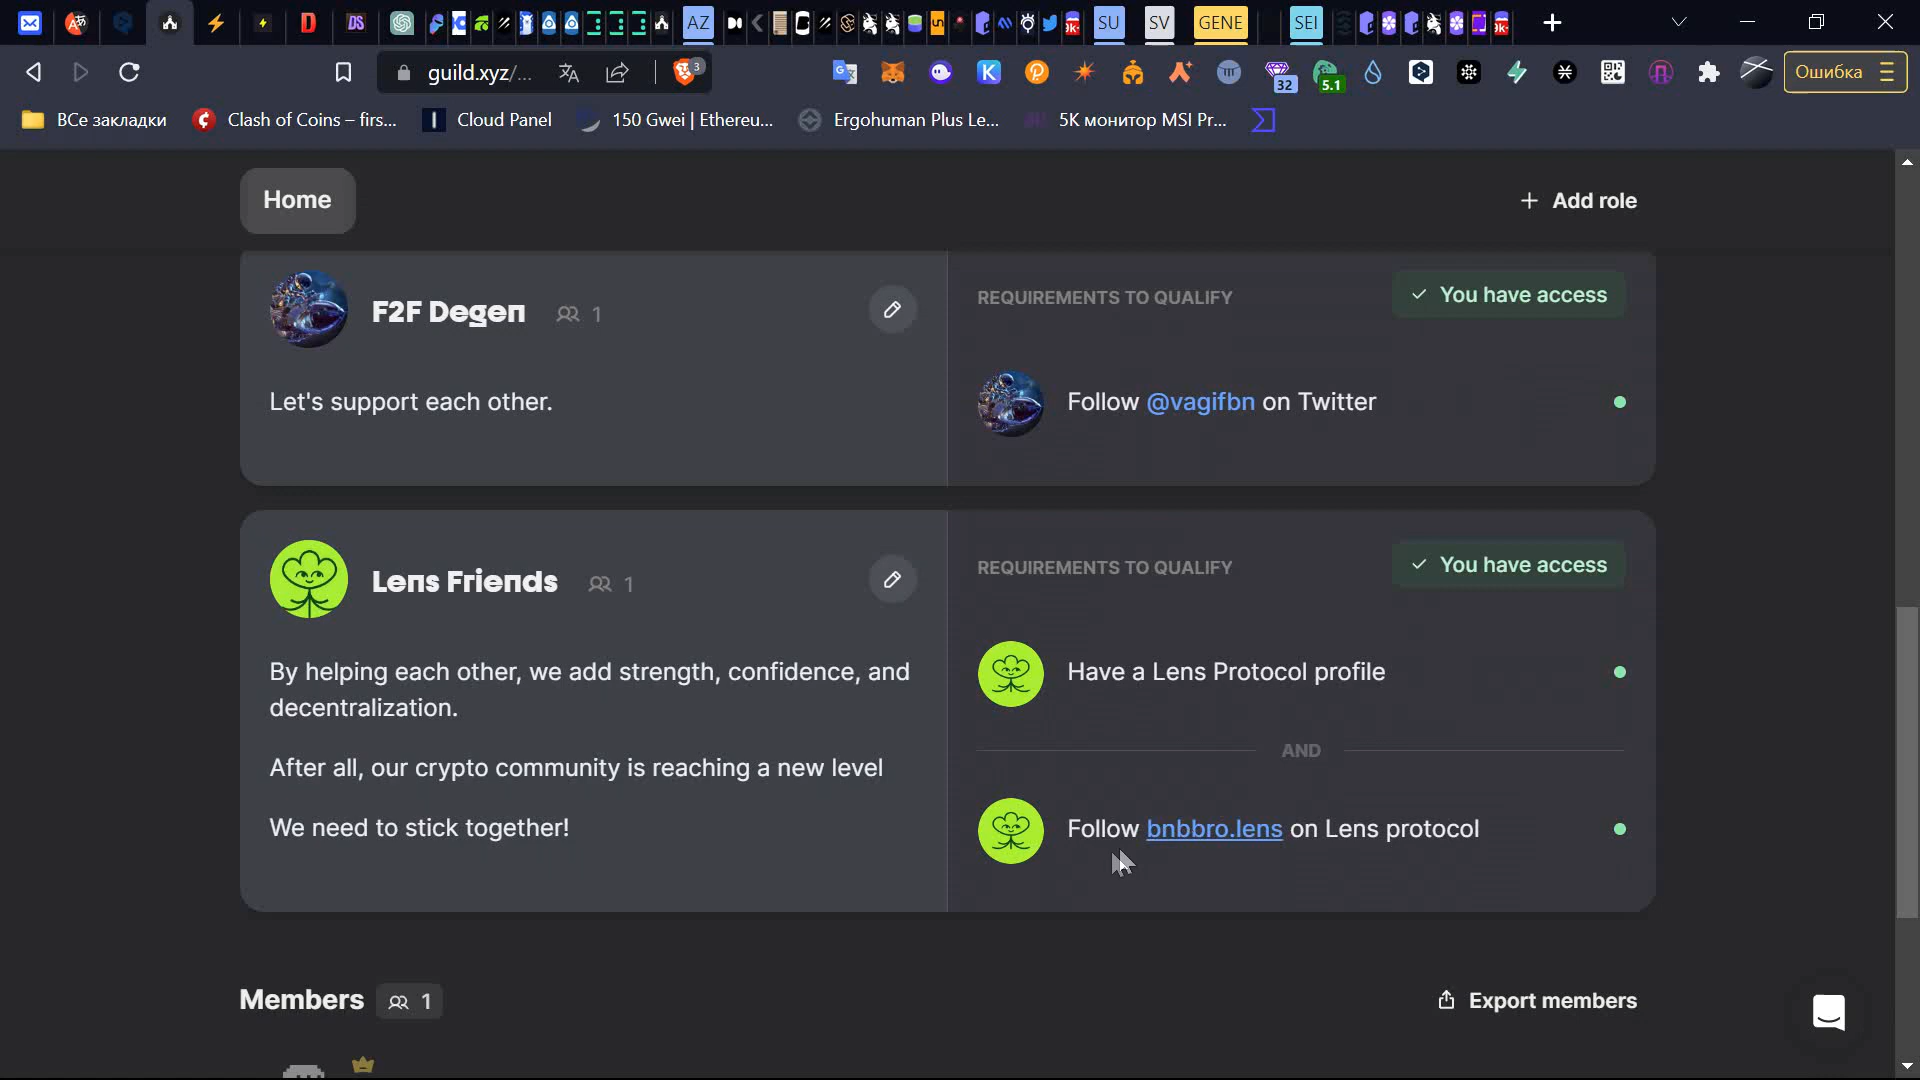 AZ
SU
SV
GENE
SEI
guild.xyz/...
3
32
5.1
Ошибка
ВСе закладки
Clash of Coins – firs...
Cloud Panel
150 Gwei | Ethereu...
Ergohuman Plus Le...
5K монитор MSI Pr...
Home
Add role
F2F Degen
1
REQUIREMENTS TO QUALIFY
You have access
Let's support each other.
Follow @vagifbn on Twitter
Lens Friends
1
REQUIREMENTS TO QUALIFY
You have access
By helping each other, we add strength, confidence, and
decentralization.
After all, our crypto community is reaching a new level
We need to stick together!
Have a Lens Protocol profile
AND
Follow bnbbro.lens on Lens protocol
Members
1
Export members